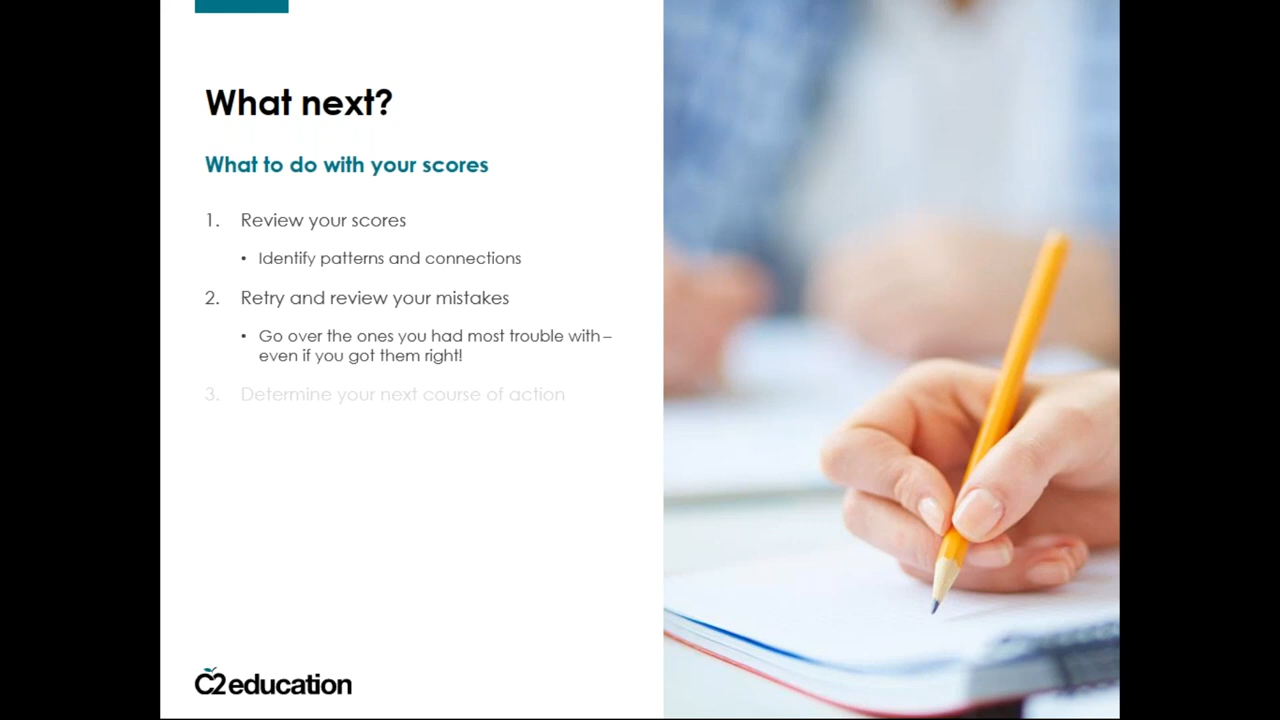 What next?
What to do with your scores
1. Review your scores
• Identify patterns and connections
2. Retry and review your mistakes
• Go over the ones you had most trouble with –
even if you got them right!
3. Determine your next course of action
C2 education